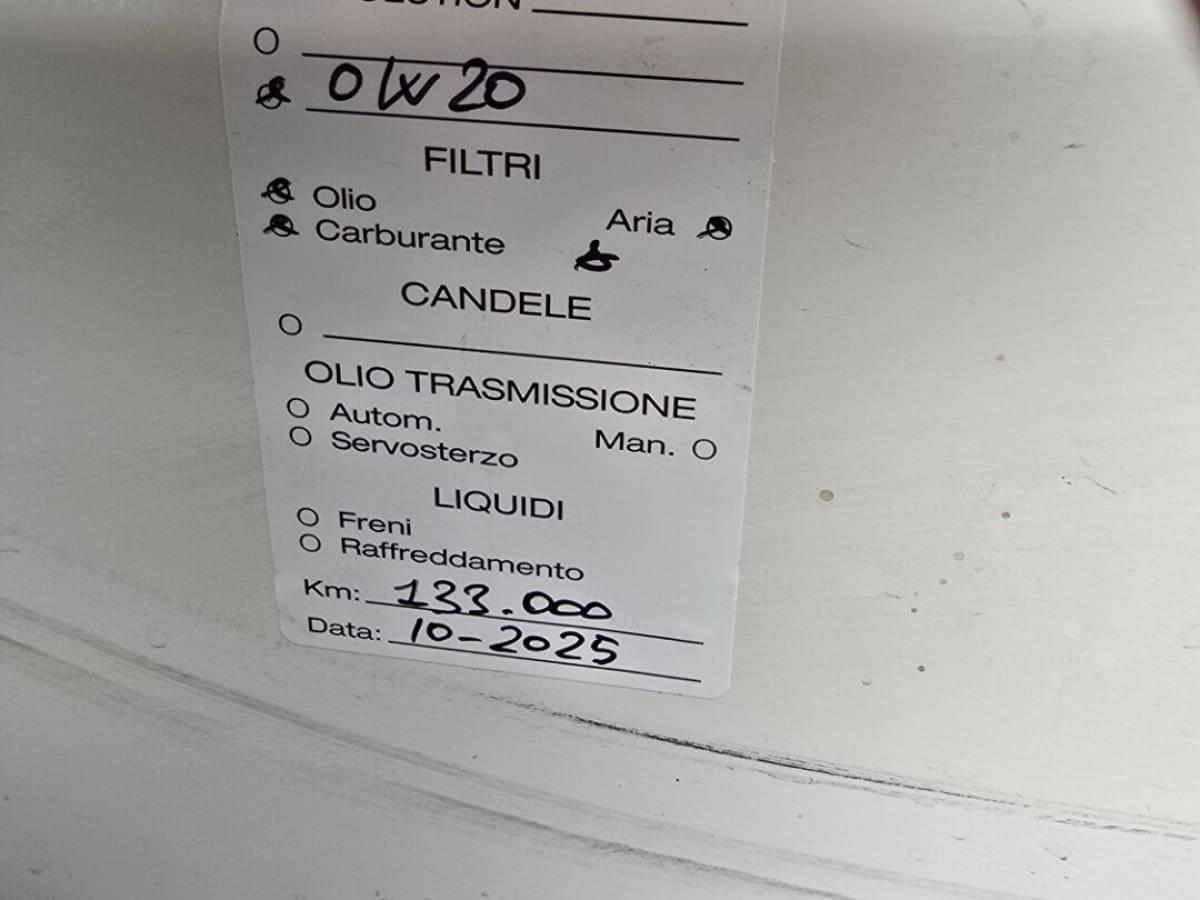 O
0W20
FILTRI
Olio
Aria
Carburante
CANDELE
O
OLIO TRASMISSIONE
O Autom.
Man. O
O Servosterzo
LIQUIDI
O Freni
O Raffreddamento
Km: 133.000
Data: 10-2025